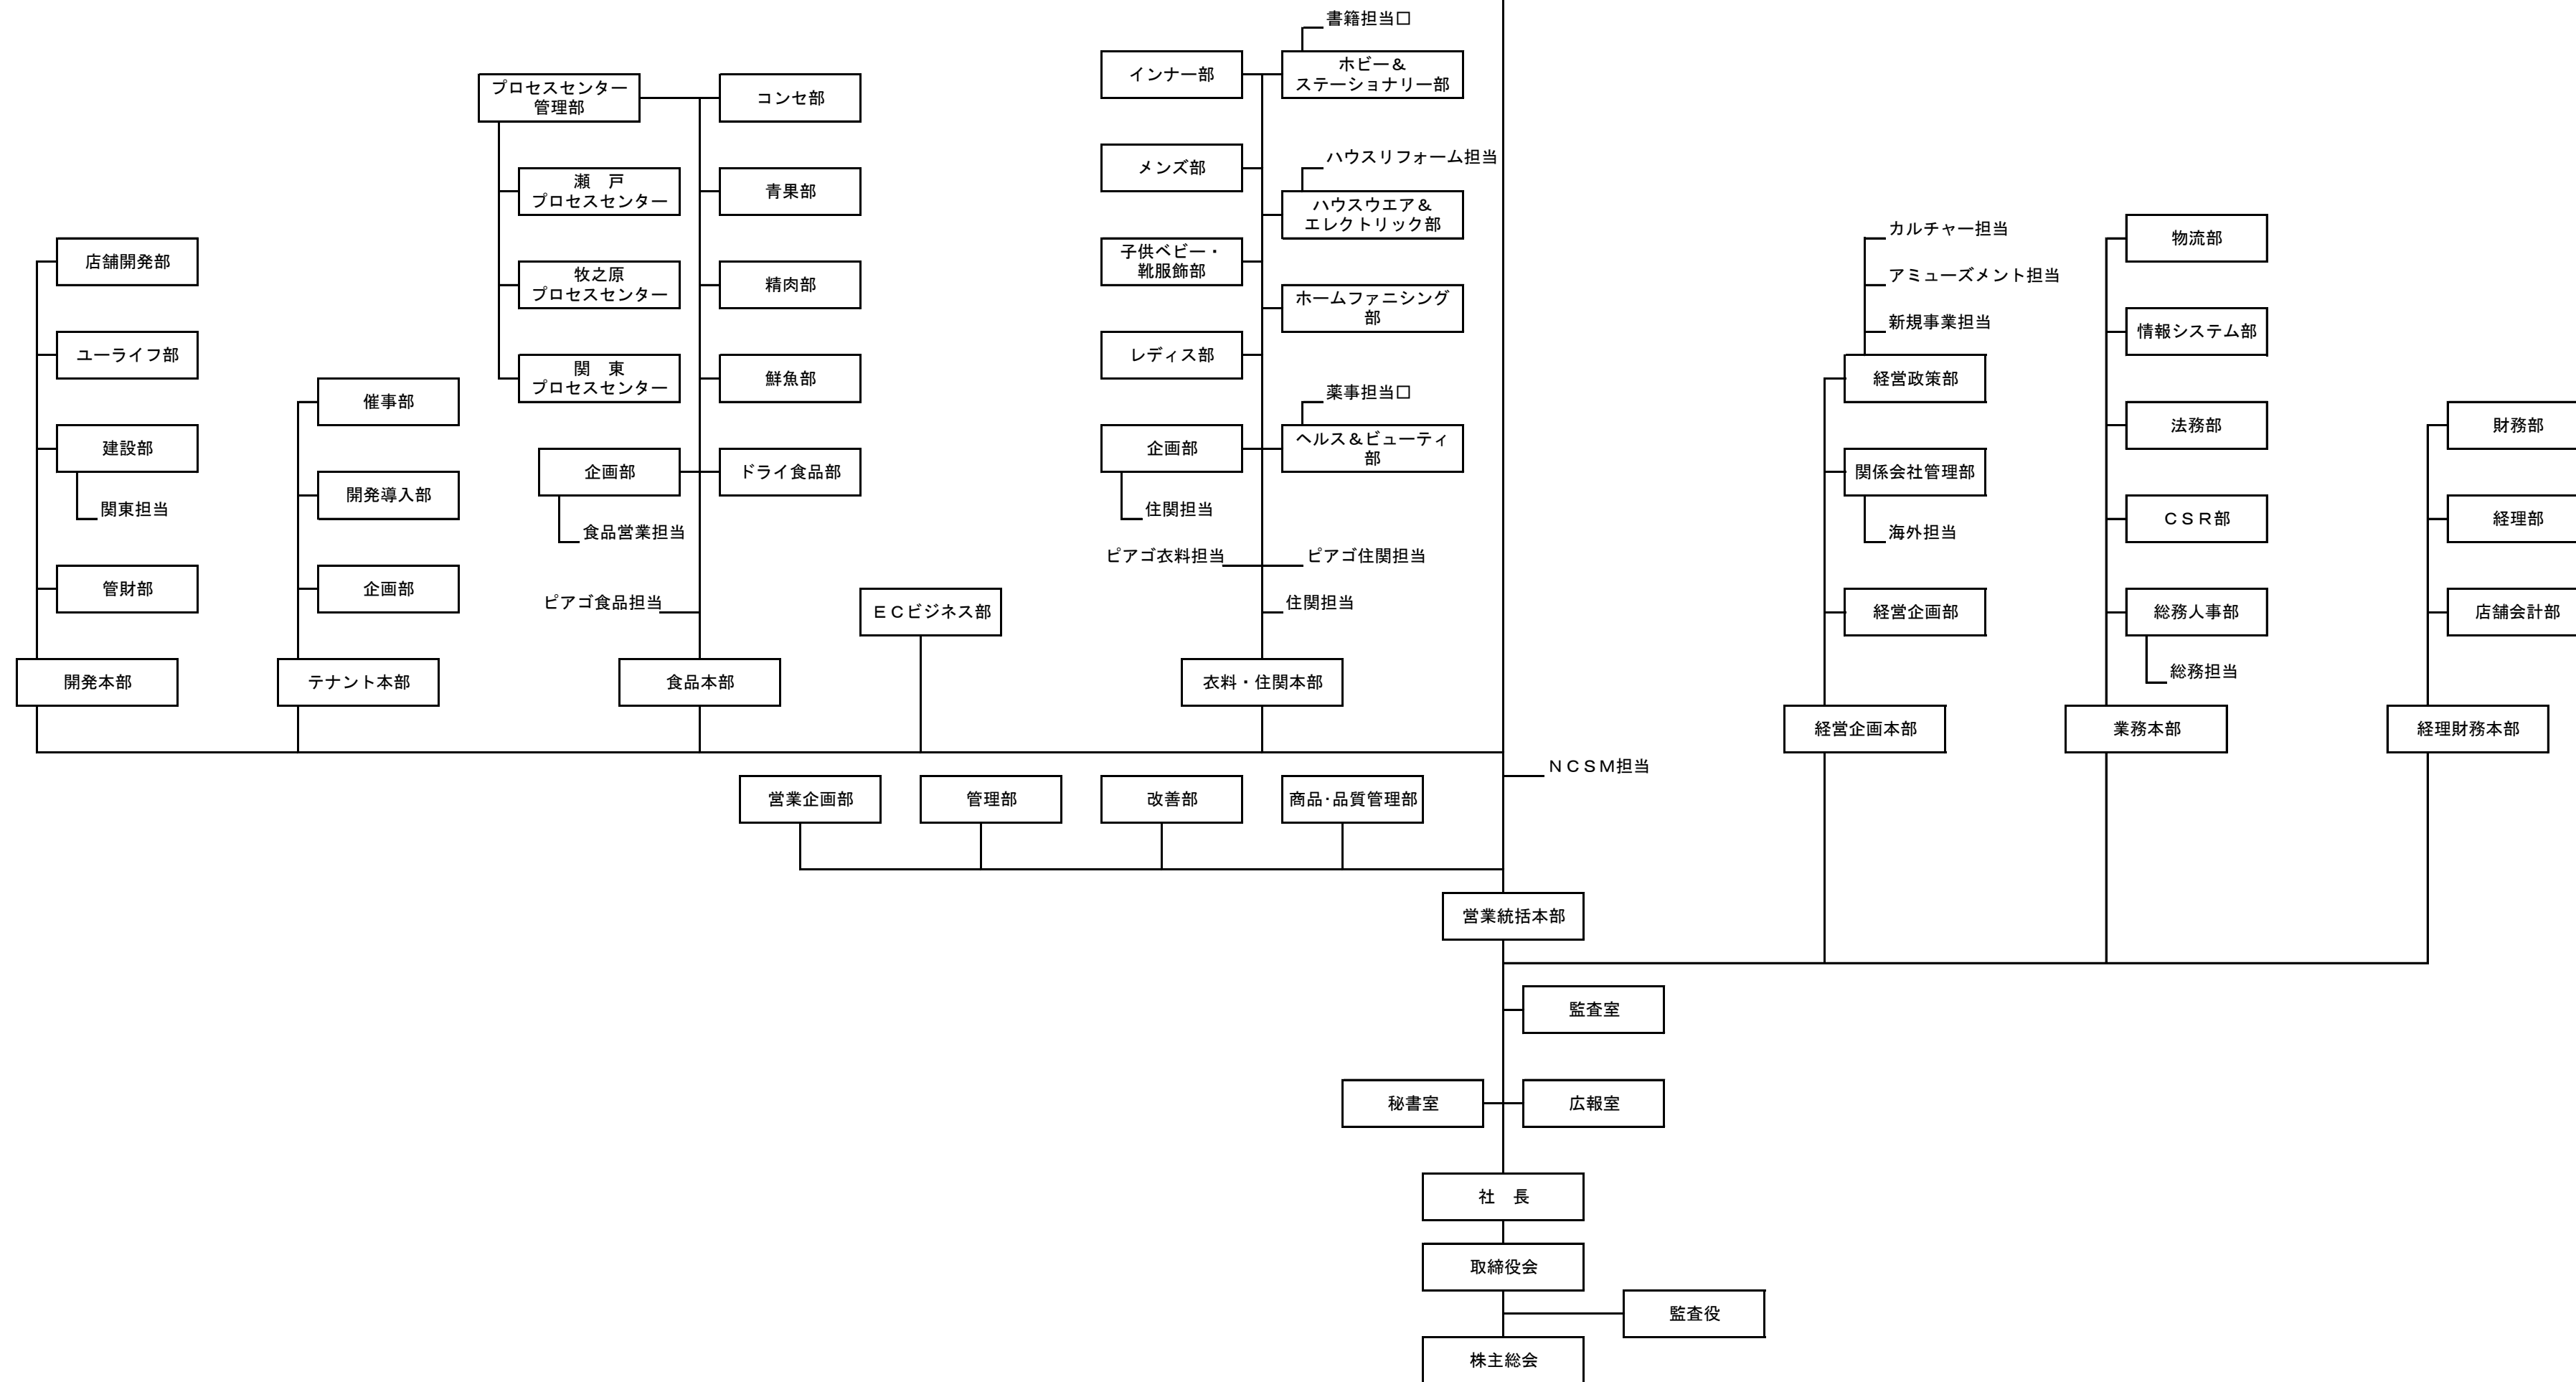 書籍担当□
インナー部
ホビー＆
ステーショナリー部
プロセスセンター
管理部
コンセ部
メンズ部
ハウスリフォーム担当
瀬　戸
プロセスセンター
青果部
ハウスウエア＆
エレクトリック部
カルチャー担当
物流部
店舗開発部
子供ベビー・
靴服飾部
牧之原
プロセスセンター
精肉部
アミューズメント担当
ホームファニシング
部
新規事業担当
情報システム部
ユーライフ部
レディス部
関　東
プロセスセンター
鮮魚部
経営政策部
薬事担当□
催事部
法務部
財務部
建設部
企画部
ヘルス＆ビューティ
部
企画部
ドライ食品部
関係会社管理部
開発導入部
関東担当
住関担当
ＣＳＲ部
経理部
食品営業担当
海外担当
ピアゴ衣料担当
ピアゴ住関担当
管財部
企画部
ピアゴ食品担当
ＥＣビジネス部
住関担当
経営企画部
総務人事部
店舗会計部
総務担当
開発本部
テナント本部
食品本部
衣料・住関本部
経営企画本部
業務本部
経理財務本部
ＮＣＳＭ担当
営業企画部
管理部
改善部
商品・品質管理部
営業統括本部
監査室
秘書室
広報室
社　長
取締役会
監査役
株主総会